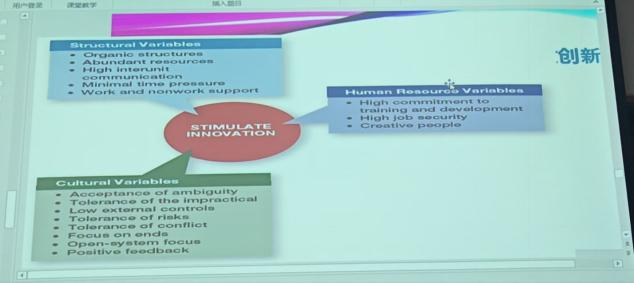 用户登录 课堂教学 插入题目
创新
Structural Variables
• Organic structures
• Abundant resources
• High interunit
communication
• Minimal time pressure
• Work and nonwork support
Human Resource Variables
• High commitment to
training and development
• High job security
• Creative people
STIMULATE
INNOVATION
Cultural Variables
• Acceptance of ambiguity
• Tolerance of the impractical
• Low external controls
• Tolerance of risks
• Tolerance of conflict
• Focus on ends
• Open-system focus
• Positive feedback